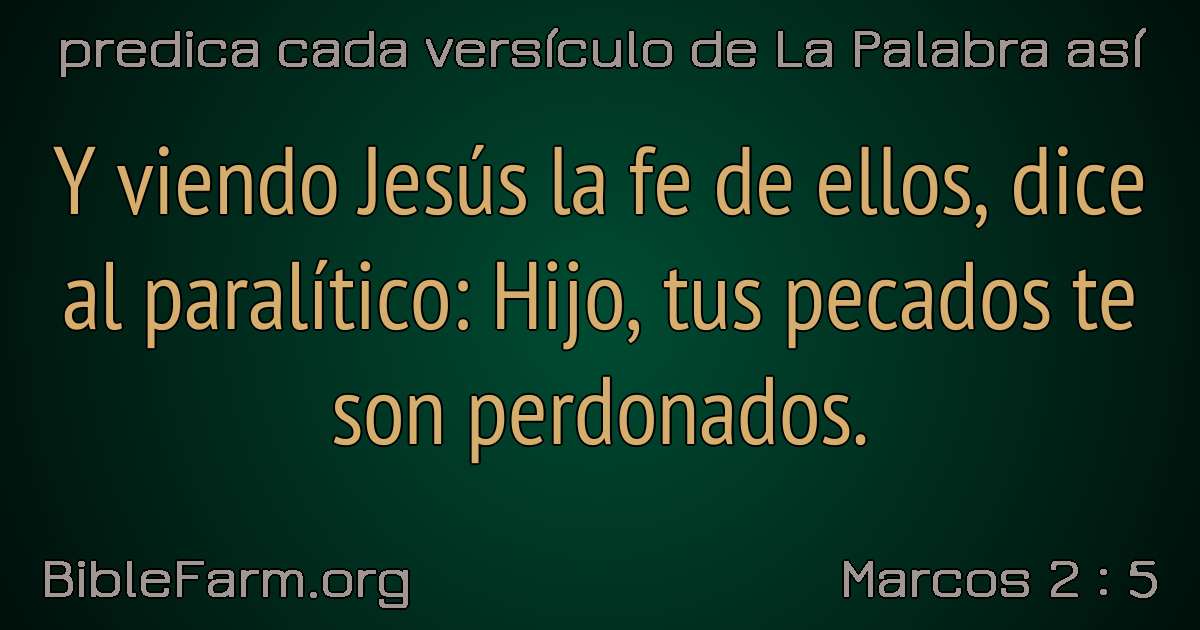 predica cada versículo de La Palabra así
Y viendo Jesús la fe de ellos, dice
al paralítico: Hijo, tus pecados te
son perdonados.
BibleFarm.org
Marcos 2 : 5